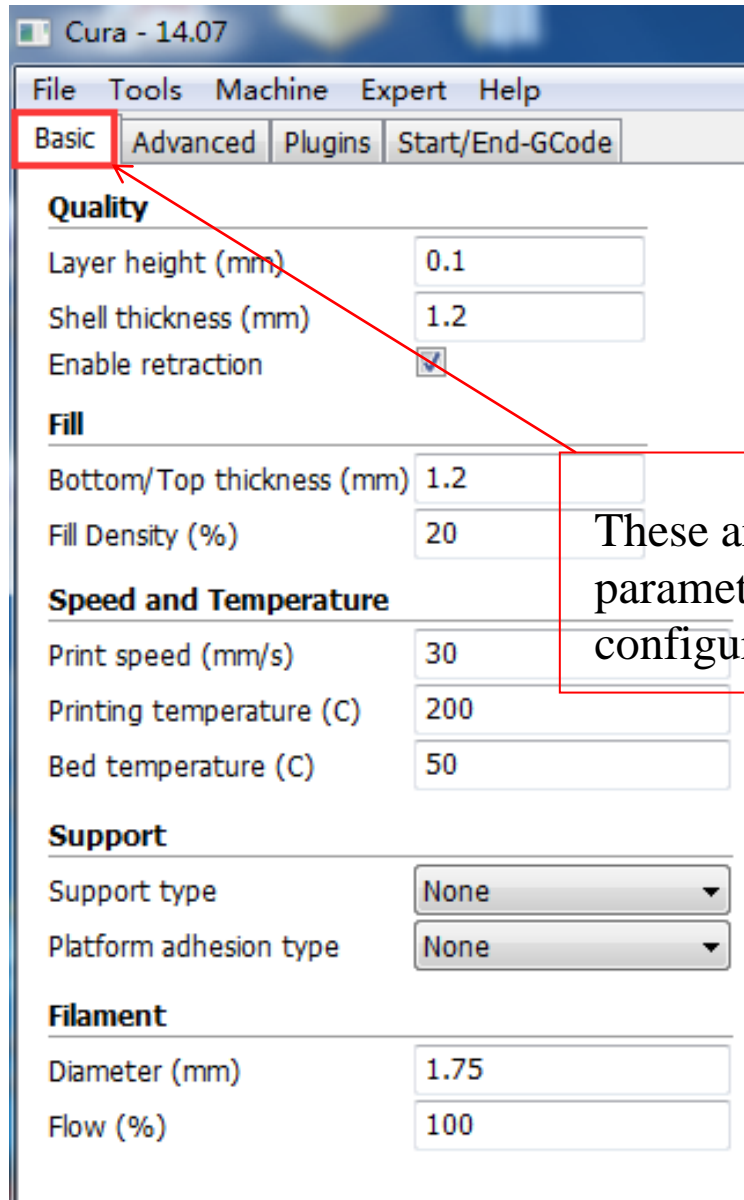 Cura - 14.07
File Tools Machine Expert Help
Basic Advanced Plugins Start/End-GCode
Quality
Layer height (mm) 0.1
Shell thickness (mm) 1.2
Enable retraction
Fill
Bottom/Top thickness (mm) 1.2
Fill Density (%) 20
These
Speed and Temperature
Print speed (mm/s) 30
Printing temperature (C) 200
Bed temperature (C) 50
Support
Support type None
Platform adhesion type None
Filament
Diameter (mm) 1.75
Flow (%) 100